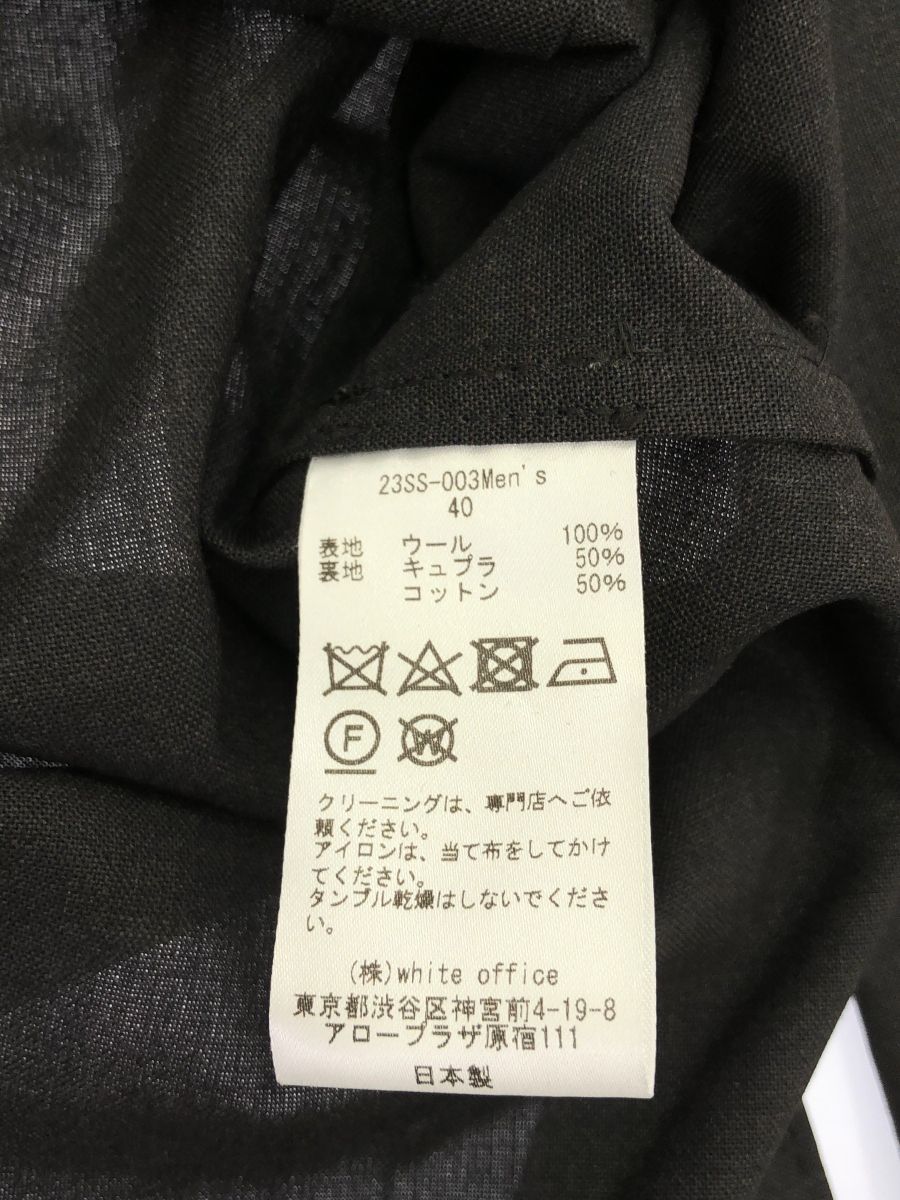 23SS-003Men's
40
表地 ウール 100%
裏地 キュプラ 50%
コットン 50%
F
W
クリーニングは、専門店へご依
頼ください。
アイロンは、当て布をしてかけ
てください。
タンブル乾燥はしないでくださ
い。
(株)white office
東京都渋谷区神宮前4-19-8
アロープラザ原宿111
日本製